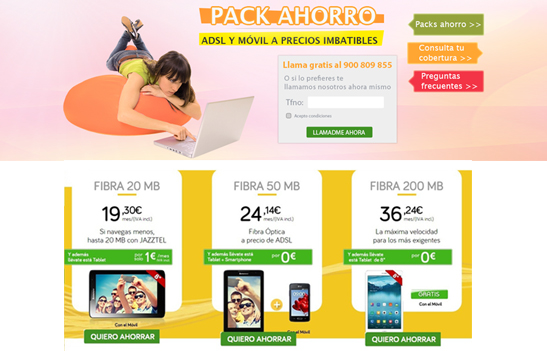 PACK AHORRO
ADSL Y MÓVIL A PRECIOS IMBATIBLES
Packs ahorro >>
Consulta tu
cobertura >>
Preguntas
frecuentes >>
Llama gratis al 900 809 855
O si lo prefieres te
llamamos nosotros ahora mismo
Tfno:
Acepto condiciones
LLAMADME AHORA
FIBRA 20 MB
19,30€
mes/(IVA incl.)
Si navegas menos,
hasta 20 MB con JAZZTEL
Y además
llévate esta Tablet
por solo 1€ /mes
Con el Móvil
QUIERO AHORRAR
FIBRA 50 MB
24,14€
mes/(IVA incl.)
Fibra Óptica
a precio de ADSL
Y además llévate esta
Tablet + Smartphone
por 0€
+
Con el Móvil
QUIERO AHORRAR
FIBRA 200 MB
36,24€
mes/(IVA incl.)
La máxima velocidad
para los más exigentes
Y además llévate esta
Tablet de 8"
por 0€
8"
GRATIS
Con el Móvil
QUIERO AHORRAR